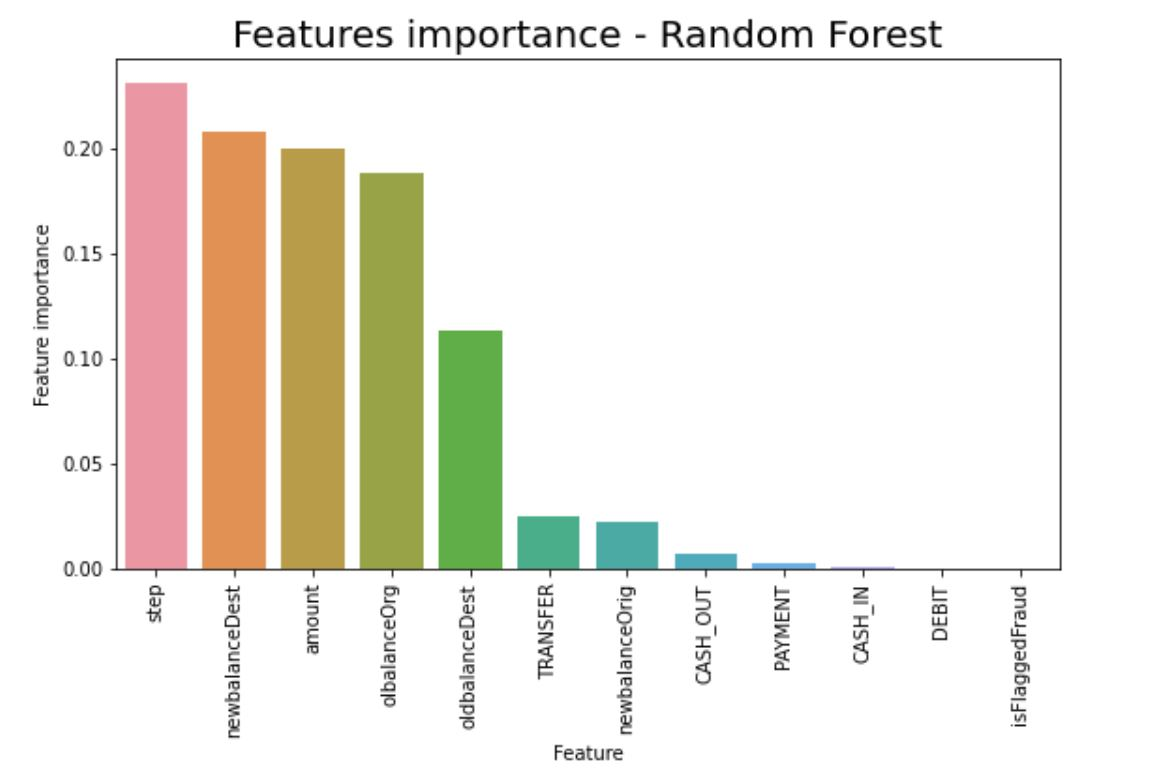 Features importance - Random Forest
Feature importance
0.20
0.15
0.10
0.05
0.00
step
newbalanceDest
amount
olbalanceOrg
oldbalanceDest
TRANSFER
newbalanceOrig
CASH_OUT
PAYMENT
CASH_IN
DEBIT
isFlaggedFraud
Feature